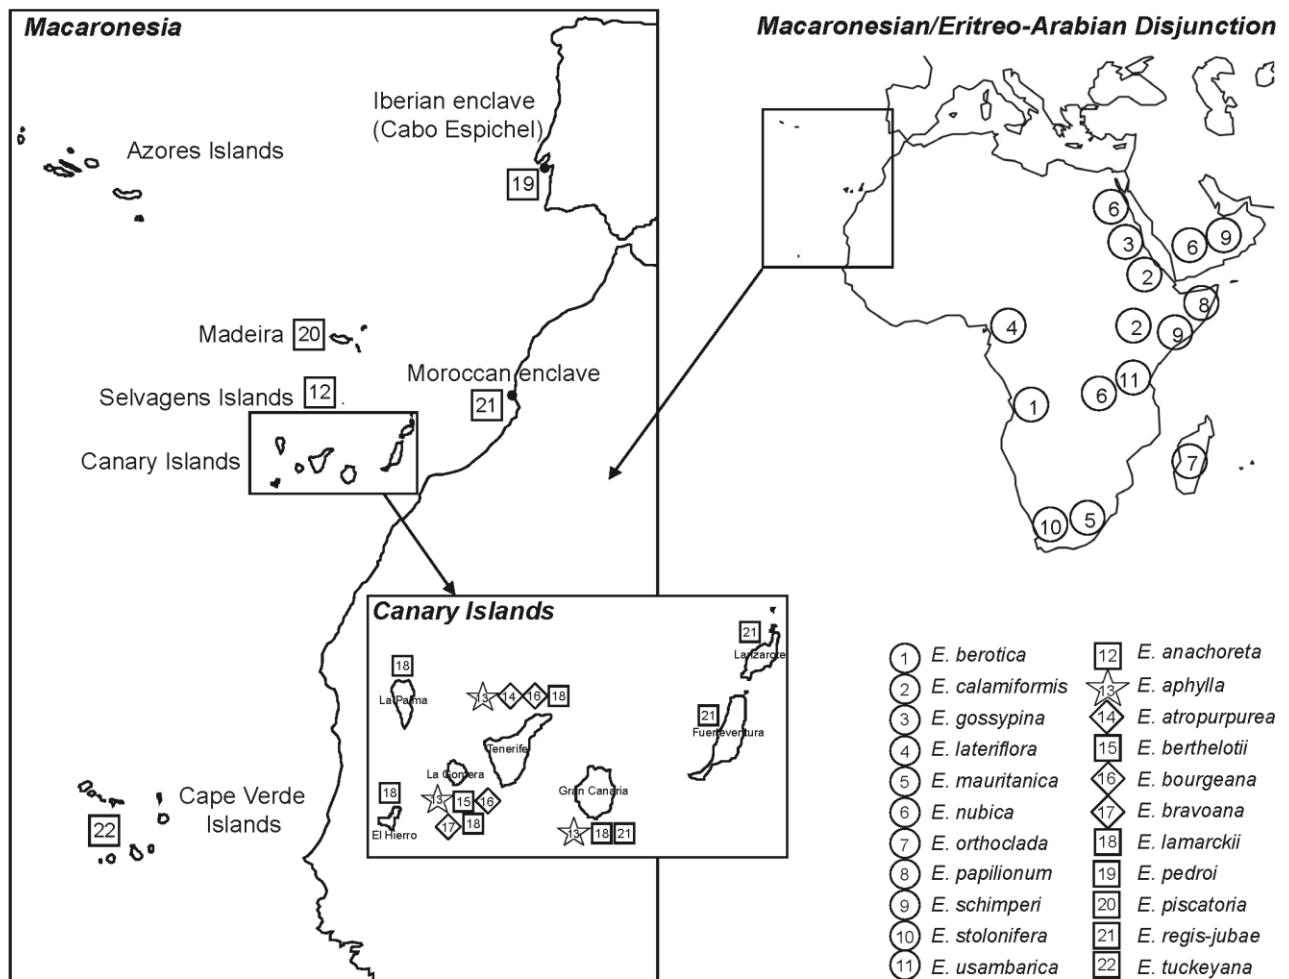 Macaronesia
Macaronesian/Eritreo-Arabian Disjunction
Iberian enclave
(Cabo Espichel)
19
Azores Islands
Madeira 20
Moroccan enclave
21
Selvagens Islands 12
Canary Islands
6
3
6
9
2
8
4
2
9
11
6
1
7
10
5
Canary Islands
21
Lanzarote
18
La Palma
13 14 16 18
21
Fuerteventura
Tenerife
La Gomera
18
13 15 16
Gran Canaria
17 18
El Hierro
13 18 21
Cape Verde
Islands
22
1 E. berotica
2 E. calamiformis
3 E. gossypina
4 E. lateriflora
5 E. mauritanica
6 E. nubica
7 E. orthoclada
8 E. papilionum
9 E. schimperi
10 E. stolonifera
11 E. usambarica
12 E. anachoreta
13 E. aphylla
14 E. atropurpurea
15 E. berthelotii
16 E. bourgeana
17 E. bravoana
18 E. lamarckii
19 E. pedroi
20 E. piscatoria
21 E. regis-jubae
22 E. tuckeyana